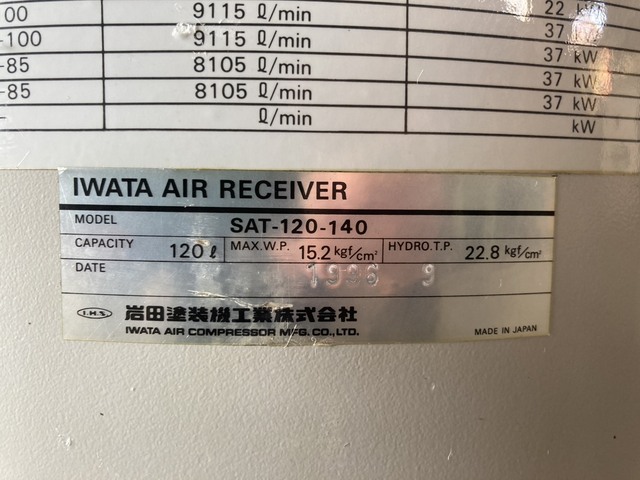 00 9115 ℓ/min 22 kW
-100 9115 ℓ/min 37 kW
-85 8105 ℓ/min 37 kW
-85 8105 ℓ/min 37 kW
- ℓ/min 37 kW
kW
IWATA AIR RECEIVER
MODEL SAT-120-140
CAPACITY 120 ℓ MAX.W.P. 15.2 kgf/cm² HYDRO.T.P. 22.8 kgf/cm²
DATE 9
I.H.S 岩田塗装機工業株式会社
IWATA AIR COMPRESSOR MFG. CO., LTD.
MADE IN JAPAN